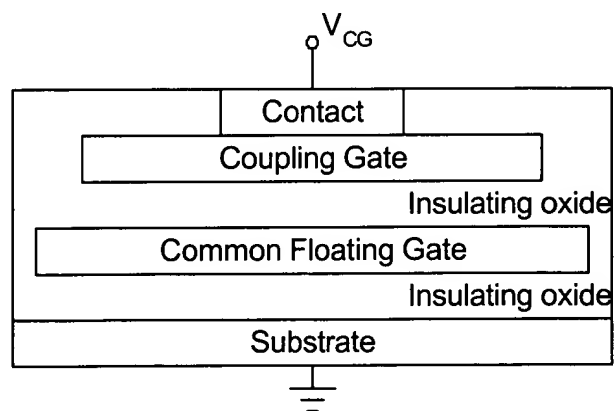 V_CG
Contact
Coupling Gate
Insulating oxide
Common Floating Gate
Insulating oxide
Substrate